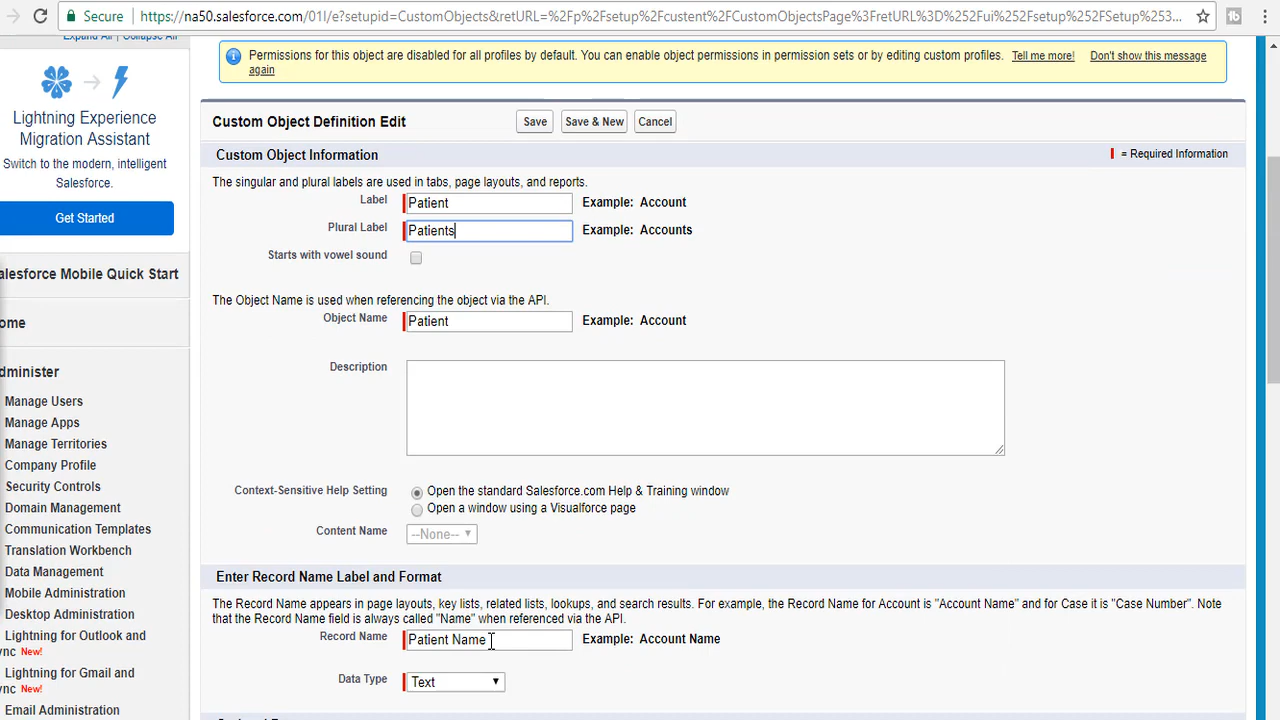 Secure
https://na50.salesforce.com/01I/e?setupid=CustomObjects&retURL=%2Fp%2Fsetup%2Fcustent%2FCustomObjectsPage%3FretURL%3D%252Fui%252Fsetup%252FSetup%253...
Expand All Collapse All
Lightning Experience
Migration Assistant
Switch to the modern, intelligent
Salesforce.
Get Started
alesforce Mobile Quick Start
ome
dminister
Manage Users
Manage Apps
Manage Territories
Company Profile
Security Controls
Domain Management
Communication Templates
Translation Workbench
Data Management
Mobile Administration
Desktop Administration
Lightning for Outlook and
ync New!
Lightning for Gmail and
ync New!
Email Administration
Permissions for this object are disabled for all profiles by default. You can enable object permissions in permission sets or by editing custom profiles. Tell me more! Don't show this message
again
Custom Object Definition Edit Save Save & New Cancel
Custom Object Information = Required Information
The singular and plural labels are used in tabs, page layouts, and reports.
Label Patient Example: Account
Plural Label Patients Example: Accounts
Starts with vowel sound
The Object Name is used when referencing the object via the API.
Object Name Patient Example: Account
Description
Context-Sensitive Help Setting Open the standard Salesforce.com Help & Training window
Open a window using a Visualforce page
Content Name --None--
Enter Record Name Label and Format
The Record Name appears in page layouts, key lists, related lists, lookups, and search results. For example, the Record Name for Account is "Account Name" and for Case it is "Case Number". Note
that the Record Name field is always called "Name" when referenced via the API.
Record Name Patient Name Example: Account Name
Data Type Text